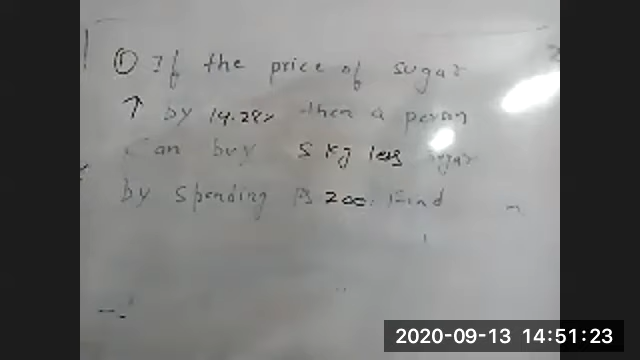 ① If the price of sugar
↑ by 14.28% then a person
can buy 5 kg less sugar
by spending Rs 200. Find
2020-09-13 14:51:23